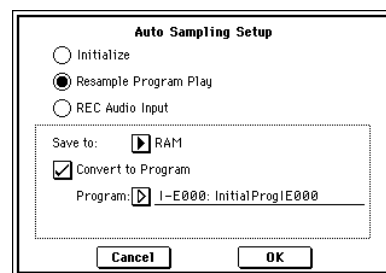 Auto Sampling Setup
Initialize
Resample Program Play
REC Audio Input
Save to: RAM
Convert to Program
Program: I-E000: InitialProgIE000
Cancel OK